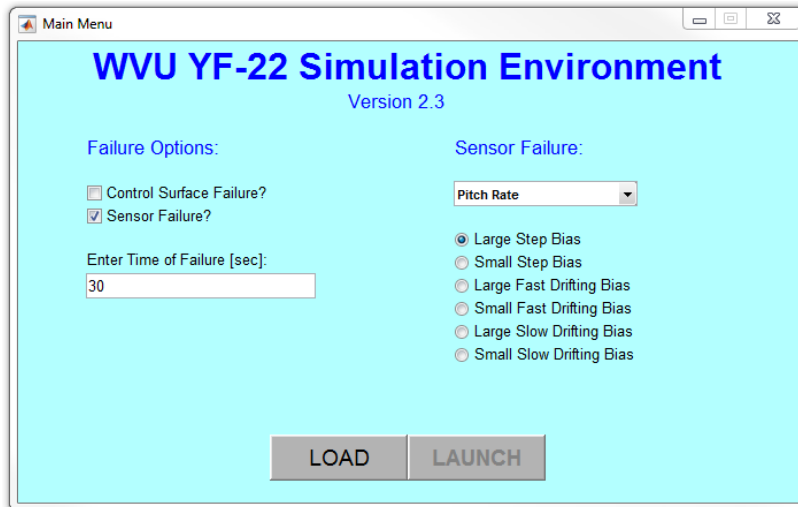 Main Menu
WVU YF-22 Simulation Environment
Version 2.3
Failure Options:
Control Surface Failure?
Sensor Failure?
Enter Time of Failure [sec]:
30
Sensor Failure:
Pitch Rate
Large Step Bias
Small Step Bias
Large Fast Drifting Bias
Small Fast Drifting Bias
Large Slow Drifting Bias
Small Slow Drifting Bias
LOAD
LAUNCH